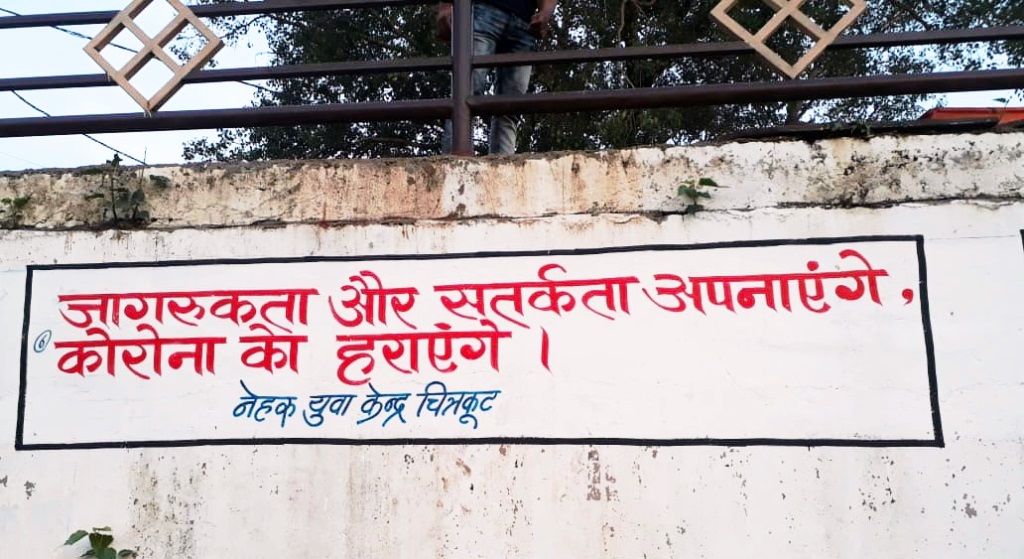 जागरुकता और सतर्कता अपनाएंगे,
कोरोना को हराएंगे ।
नेहरू युवा केन्द्र चित्रकूट